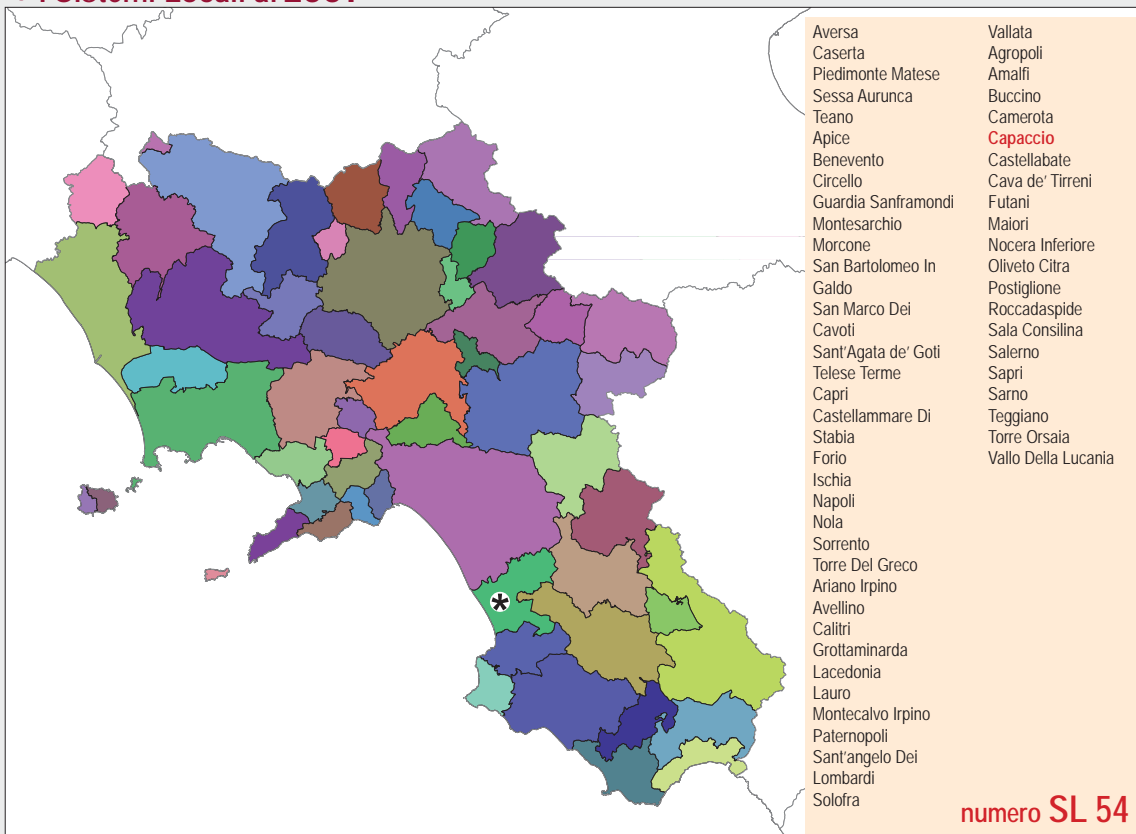 Aversa
Caserta
Piedimonte Matese
Sessa Aurunca
Teano
Apice
Benevento
Circello
Guardia Sanframondi
Montesarchio
Morcone
San Bartolomeo In
Galdo
San Marco Dei
Cavoti
Sant'Agata de' Goti
Telese Terme
Capri
Castellammare Di
Stabia
Forio
Ischia
Napoli
Nola
Sorrento
Torre Del Greco
Ariano Irpino
Avellino
Calitri
Grottaminarda
Lacedonia
Lauro
Montecalvo Irpino
Paternopoli
Sant'angelo Dei
Lombardi
Solofra
Vallata
Agropoli
Amalfi
Buccino
Camerota
Capaccio
Castellabate
Cava de' Tirreni
Futani
Maiori
Nocera Inferiore
Oliveto Citra
Postiglione
Roccadaspide
Sala Consilina
Salerno
Sapri
Sarno
Teggiano
Torre Orsaia
Vallo Della Lucania
numero SL 54
*